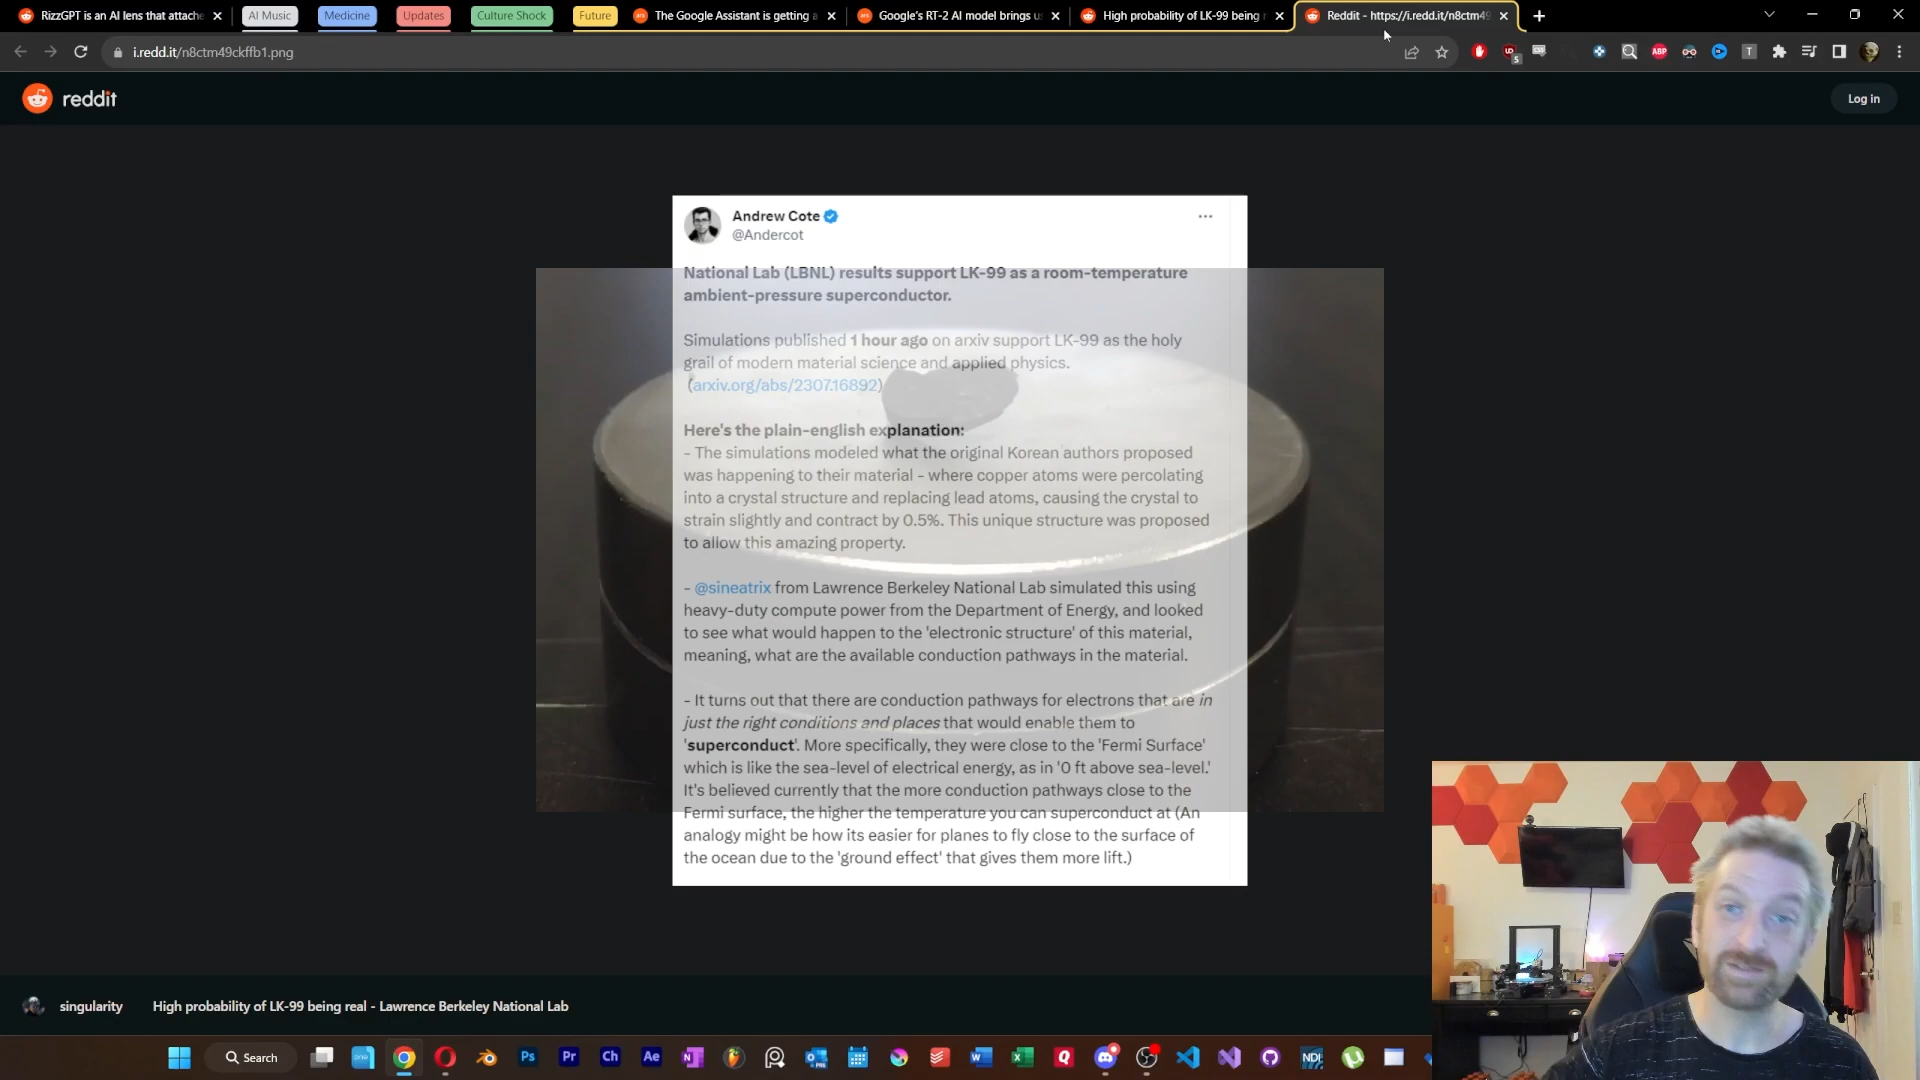 RizzGPT is an AI lens that attache
AI Music
Medicine
Updates
Culture Shock
Future
The Google Assistant is getting a
Google's RT-2 AI model brings u
High probability of LK-99 being r
Reddit - https://i.redd.it/n8ctm49
i.redd.it/n8ctm49ckffb1.png
reddit
Log in
Andrew Cote
@Andercot
National Lab (LBNL) results support LK-99 as a room-temperature
ambient-pressure superconductor.
Simulations published 1 hour ago on arxiv support LK-99 as the holy
grail of modern material science and applied physics.
(arxiv.org/abs/2307.16892)
Here's the plain-english explanation:
- The simulations modeled what the original Korean authors proposed
was happening to their material - where copper atoms were percolating
into a crystal structure and replacing lead atoms, causing the crystal to
strain slightly and contract by 0.5%. This unique structure was proposed
to allow this amazing property.
- @sineatrix from Lawrence Berkeley National Lab simulated this using
heavy-duty compute power from the Department of Energy, and looked
to see what would happen to the 'electronic structure' of this material,
meaning, what are the available conduction pathways in the material.
- It turns out that there are conduction pathways for electrons that are in
just the right conditions and places that would enable them to
'superconduct'. More specifically, they were close to the 'Fermi Surface'
which is like the sea-level of electrical energy, as in '0 ft above sea-level.'
It's believed currently that the more conduction pathways close to the
Fermi surface, the higher the temperature you can superconduct at (An
analogy might be how its easier for planes to fly close to the surface of
the ocean due to the 'ground effect' that gives them more lift.)
singularity
High probability of LK-99 being real - Lawrence Berkeley National Lab
Search
Ps
Pr
Ch
Ae
NDI